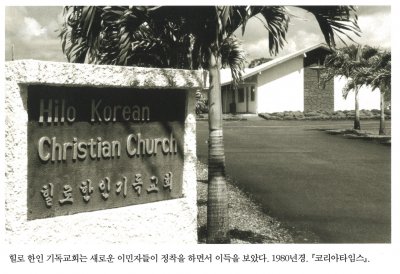 Hilo Korean
Christian Church
힐로한인기독교회
힐로 한인 기독교회는 새로운 이민자들이 정착을 하면서 이득을 보았다. 1980년경. 『코리아타임스』.